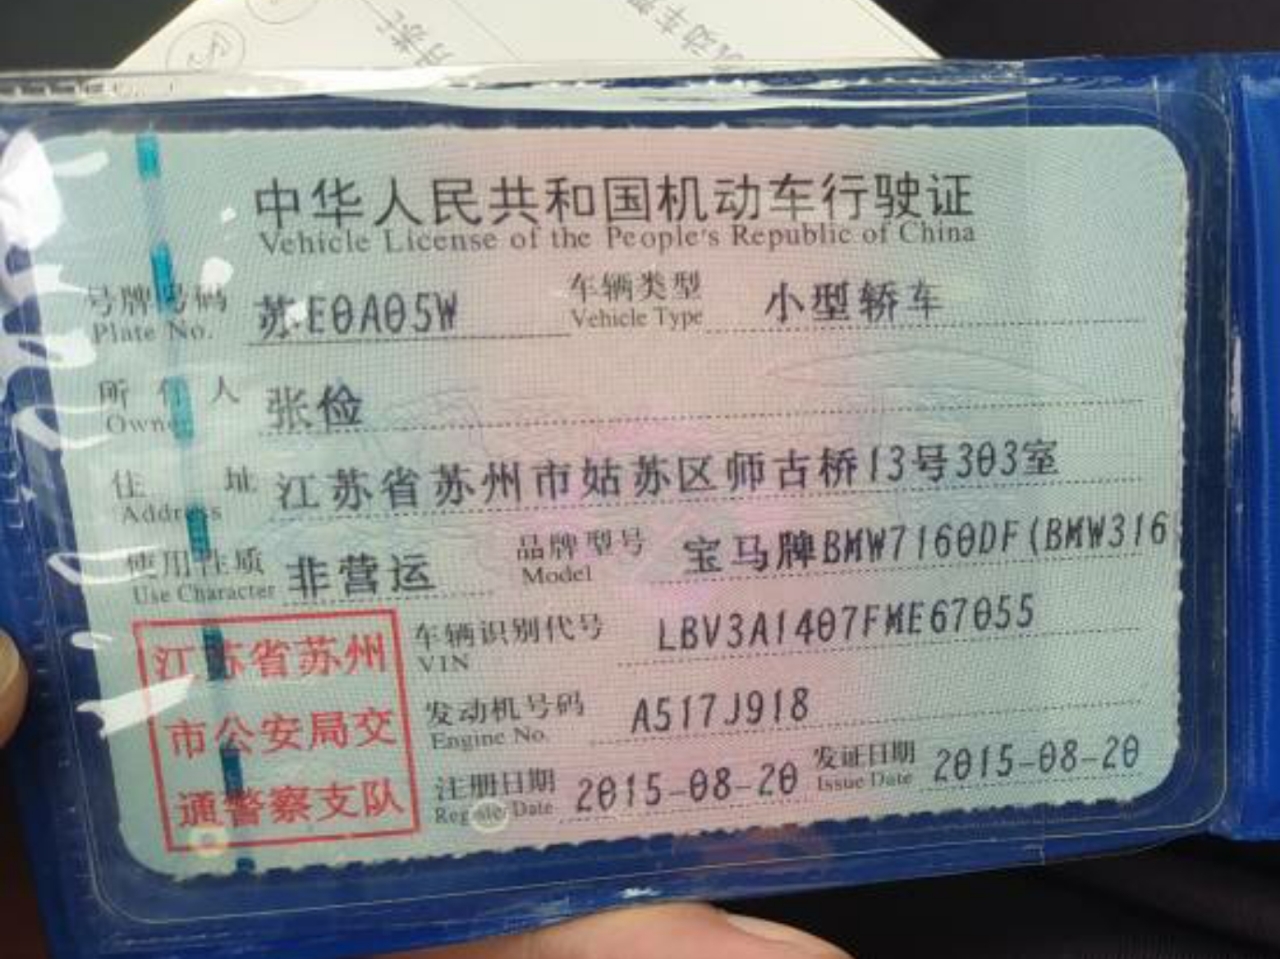 中华人民共和国机动车行驶证
Vehicle License of the People's Republic of China
号牌号码 苏E0A05W 车辆类型 小型轿车
Plate No. Vehicle Type
所有人 张俭
Owner
住址 江苏省苏州市姑苏区师古桥13号303室
Address
使用性质 非营运 品牌型号 宝马牌BMW7160DF(BMW316
Use Character Model
江苏省苏州
市公安局交
通警察支队
车辆识别代号 LBV3A1407FME67055
VIN
发动机号码 A517J918
Engine No.
注册日期 2015-08-20 发证日期 2015-08-20
Register Date Issue Date